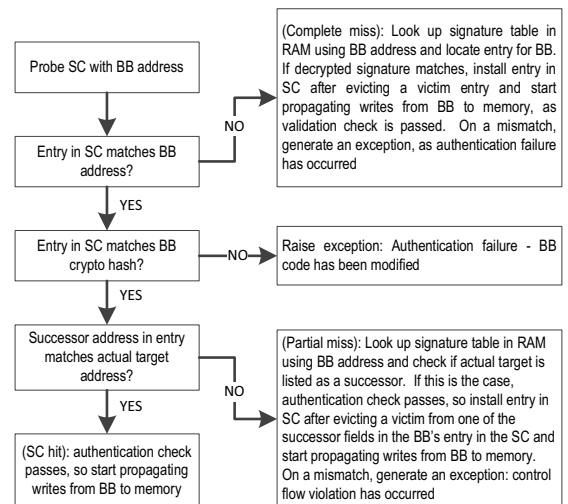 Probe SC with BB address
(Complete miss): Look up signature table in
RAM using BB address and locate entry for BB.
If decrypted signature matches, install entry in
SC after evicting a victim entry and start
propagating writes from BB to memory, as
validation check is passed. On a mismatch,
generate an exception, as authentication failure
has occurred
NO
Entry in SC matches BB
address?
YES
Entry in SC matches BB
crypto hash?
NO
Raise exception: Authentication failure - BB
code has been modified
YES
Successor address in entry
matches actual target
address?
NO
(Partial miss): Look up signature table in RAM
using BB address and check if actual target is
listed as a successor. If this is the case,
authentication check passes, so install entry in
SC after evicting a victim from one of the
successor fields in the BB's entry in the SC and
start propagating writes from BB to memory.
On a mismatch, generate an exception: control
flow violation has occurred
YES
(SC hit): authentication check
passes, so start propagating
writes from BB to memory